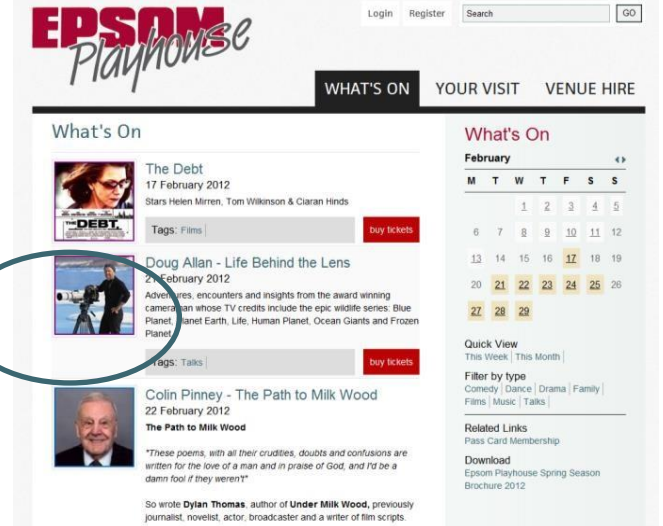 EPSOM
Playhouse
Login Register Search GO
WHAT'S ON YOUR VISIT VENUE HIRE
What's On
The Debt
17 February 2012
Stars Helen Mirren, Tom Wilkinson & Ciaran Hinds
THE DEBT
Tags: Films
buy tickets
Doug Allan - Life Behind the Lens
21 February 2012
Adventures, encounters and insights from the award winning
cameraman whose TV credits include the epic wildlife series: Blue
Planet, Planet Earth, Life, Human Planet, Ocean Giants and Frozen
Planet
Tags: Talks
buy tickets
Colin Pinney - The Path to Milk Wood
22 February 2012
The Path to Milk Wood
"These poems, with all their crudities, doubts and confusions are
written for the love of a man and in praise of God, and I'd be a
damn fool if they weren't"
So wrote Dylan Thomas, author of Under Milk Wood, previously
journalist, novelist, actor, broadcaster and a writer of film scripts.
What's On
February
M T W T F S S
1 2 3 4 5
6 7 8 9 10 11 12
13 14 15 16 17 18 19
20 21 22 23 24 25 26
27 28 29
Quick View
This Week This Month
Filter by type
Comedy Dance Drama Family
Films Music Talks
Related Links
Pass Card Membership
Download
Epsom Playhouse Spring Season
Brochure 2012